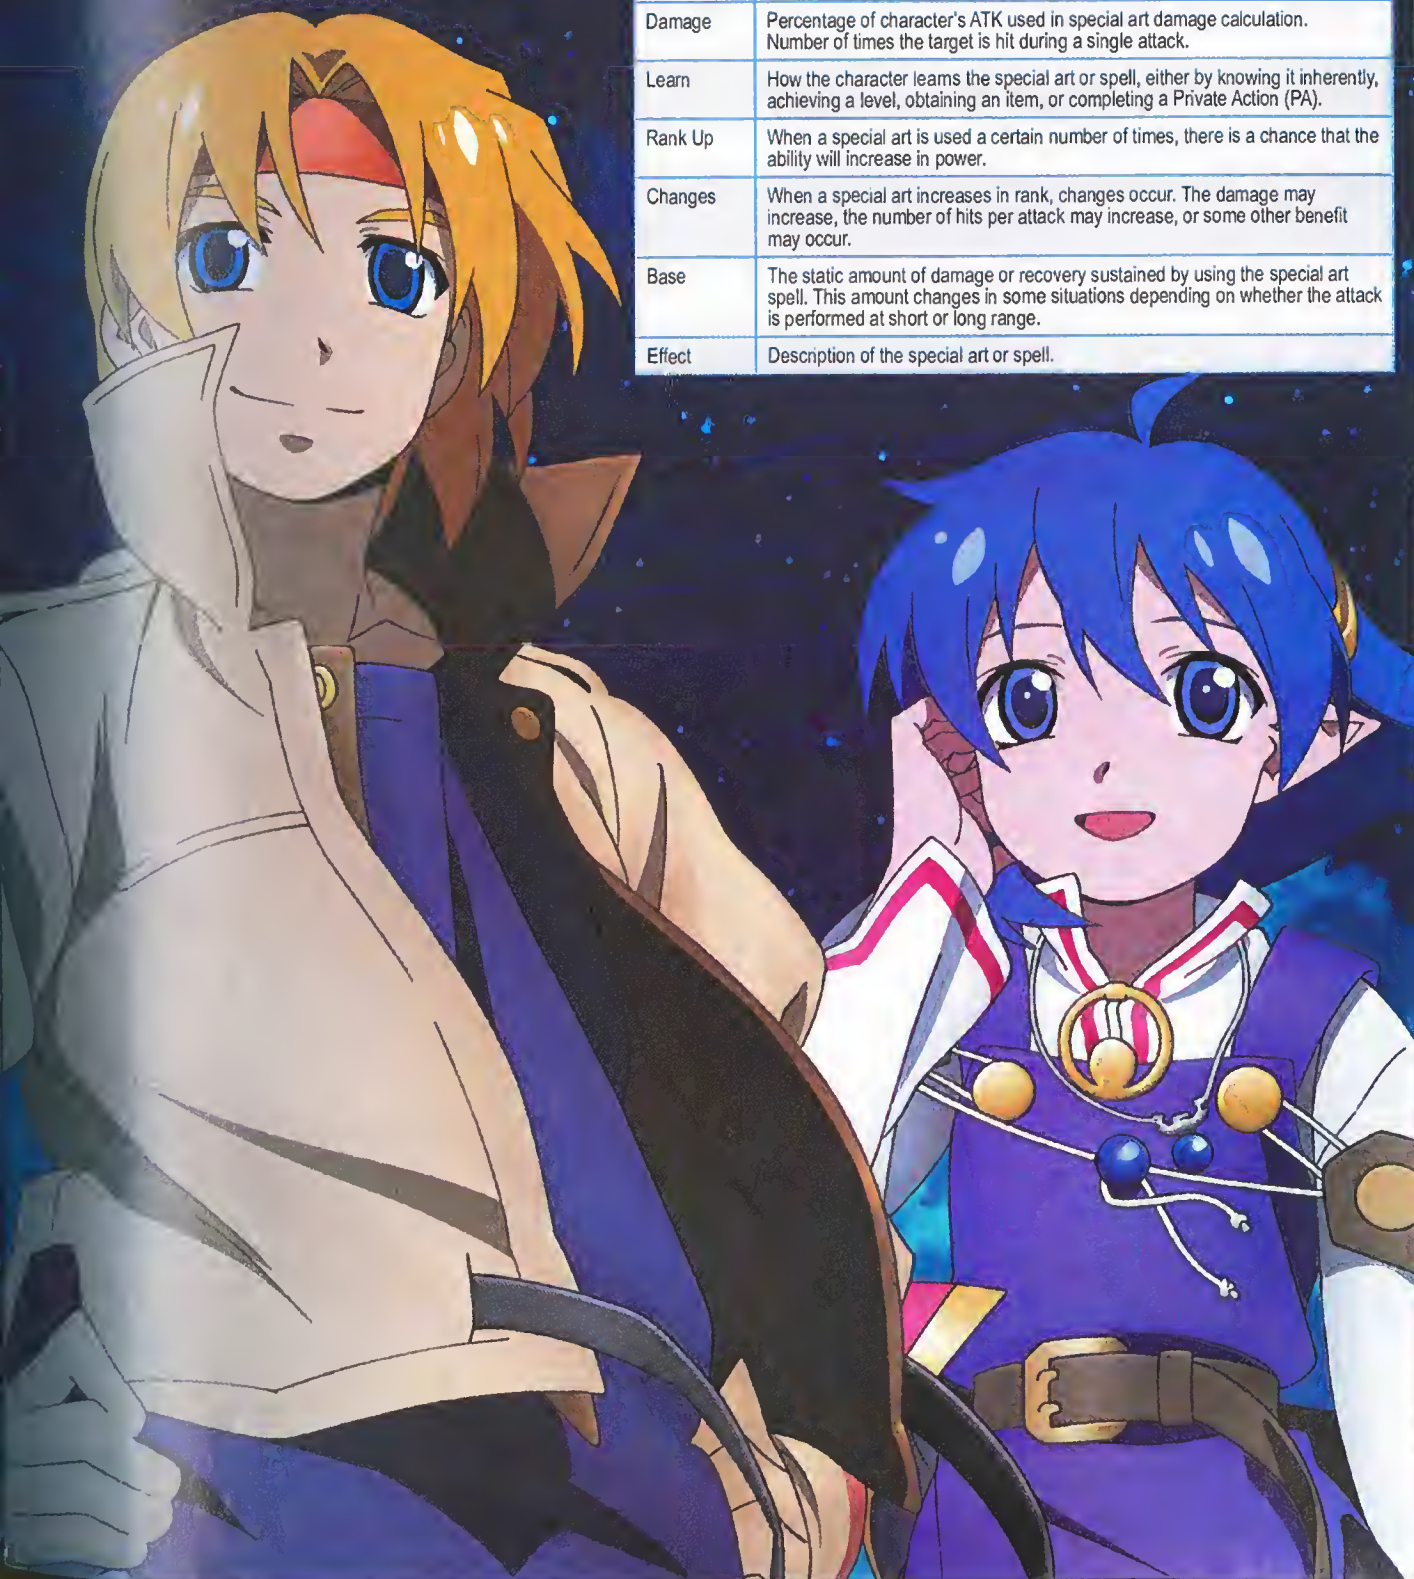 Damage
Percentage of character's ATK used in special art damage calculation.
Number of times the target is hit during a single attack.
Learn
How the character learns the special art or spell, either by knowing it inherently,
achieving a level, obtaining an item, or completing a Private Action (PA).
Rank Up
When a special art is used a certain number of times, there is a chance that the
ability will increase in power.
Changes
When a special art increases in rank, changes occur. The damage may
increase, the number of hits per attack may increase, or some other benefit
may occur.
Base
The static amount of damage or recovery sustained by using the special art
spell. This amount changes in some situations depending on whether the attack
is performed at short or long range.
Effect
Description of the special art or spell.